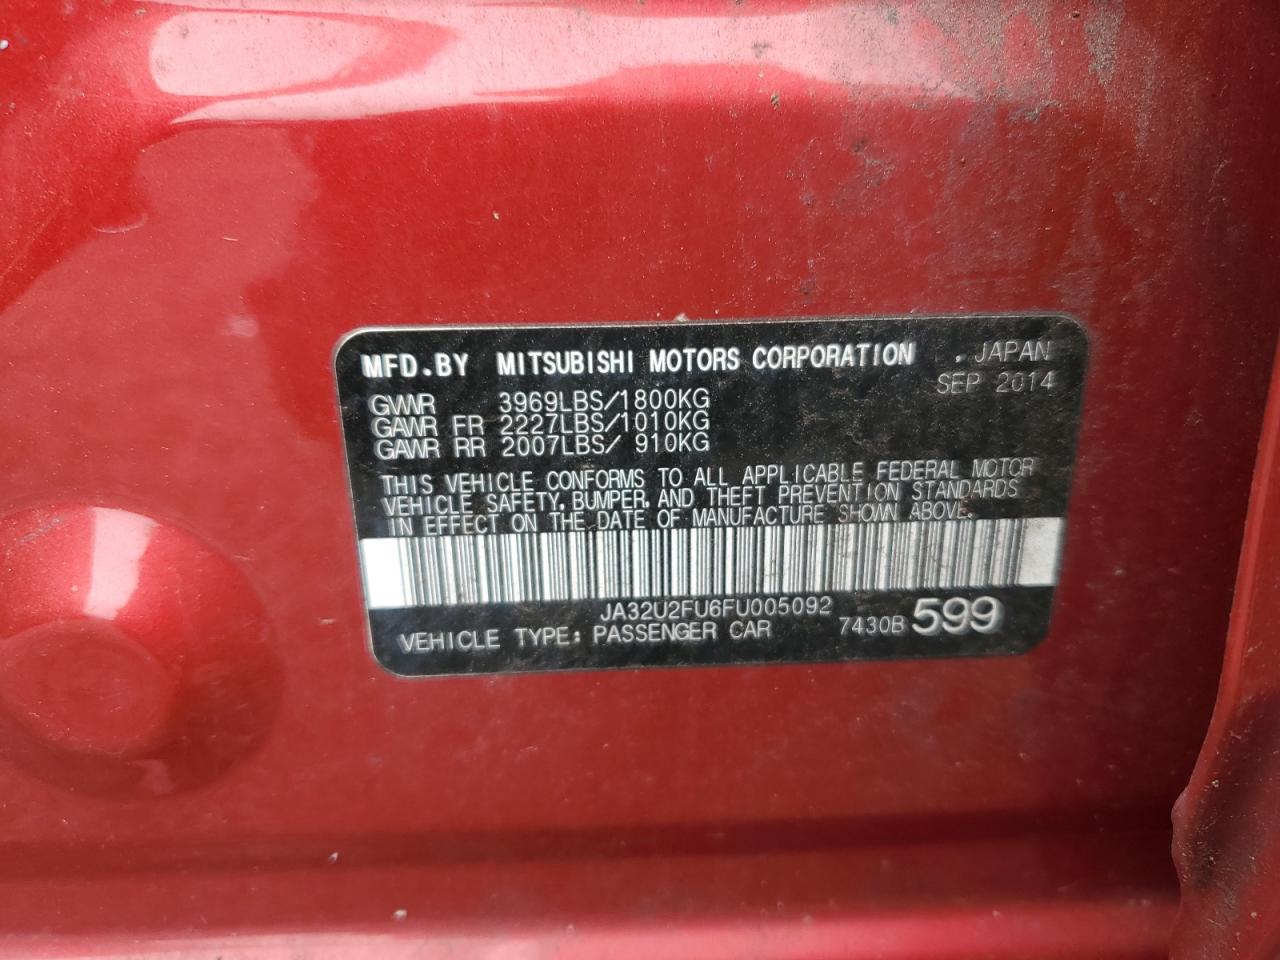 MFD.BY MITSUBISHI MOTORS CORPORATION . JAPAN
SEP 2014
GVWR 3969LBS/1800KG
GAWR FR 2227LBS/1010KG
GAWR RR 2007LBS/ 910KG
THIS VEHICLE CONFORMS TO ALL APPLICABLE FEDERAL MOTOR
VEHICLE SAFETY, BUMPER, AND THEFT PREVENTION STANDARDS
IN EFFECT ON THE DATE OF MANUFACTURE SHOWN ABOVE.
JA32U2FU6FU005092
VEHICLE TYPE: PASSENGER CAR 7430B 599